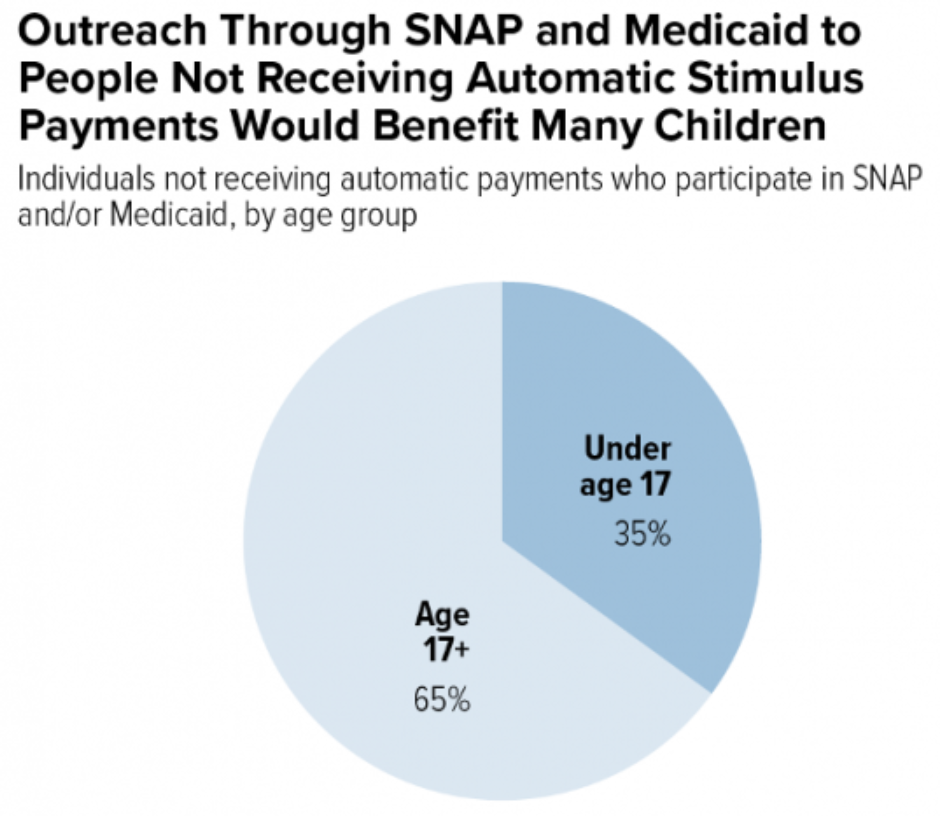 Outreach Through SNAP and Medicaid to
People Not Receiving Automatic Stimulus
Payments Would Benefit Many Children
Individuals not receiving automatic payments who participate in SNAP
and/or Medicaid, by age group
Under
age 17
35%
Age
17+
65%